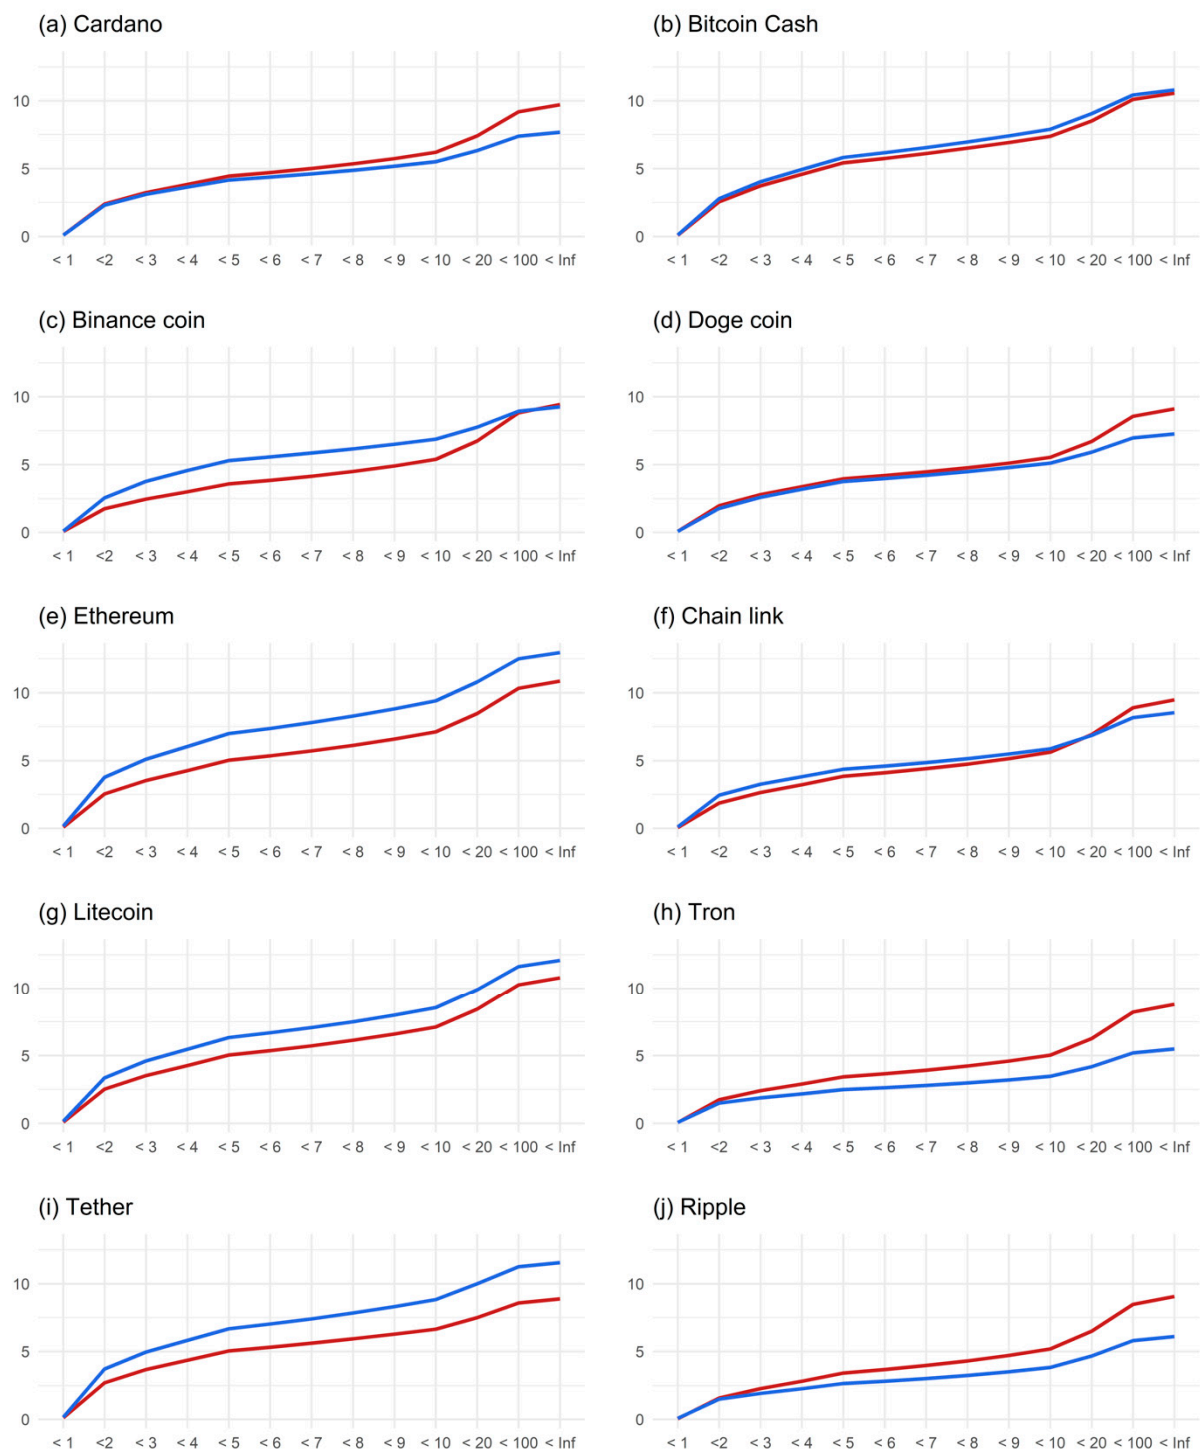 (a) Cardano
10
5
0
< 1 <2 < 3 < 4 < 5 < 6 < 7 < 8 < 9 < 10 < 20 < 100 < Inf
(b) Bitcoin Cash
10
5
0
< 1 <2 < 3 < 4 < 5 < 6 < 7 < 8 < 9 < 10 < 20 < 100 < Inf
(c) Binance coin
10
5
0
< 1 <2 < 3 < 4 < 5 < 6 < 7 < 8 < 9 < 10 < 20 < 100 < Inf
(d) Doge coin
10
5
0
< 1 <2 < 3 < 4 < 5 < 6 < 7 < 8 < 9 < 10 < 20 < 100 < Inf
(e) Ethereum
10
5
0
< 1 <2 < 3 < 4 < 5 < 6 < 7 < 8 < 9 < 10 < 20 < 100 < Inf
(f) Chain link
10
5
0
< 1 <2 < 3 < 4 < 5 < 6 < 7 < 8 < 9 < 10 < 20 < 100 < Inf
(g) Litecoin
10
5
0
< 1 <2 < 3 < 4 < 5 < 6 < 7 < 8 < 9 < 10 < 20 < 100 < Inf
(h) Tron
10
5
0
< 1 <2 < 3 < 4 < 5 < 6 < 7 < 8 < 9 < 10 < 20 < 100 < Inf
(i) Tether
10
5
0
< 1 <2 < 3 < 4 < 5 < 6 < 7 < 8 < 9 < 10 < 20 < 100 < Inf
(j) Ripple
10
5
0
< 1 <2 < 3 < 4 < 5 < 6 < 7 < 8 < 9 < 10 < 20 < 100 < Inf